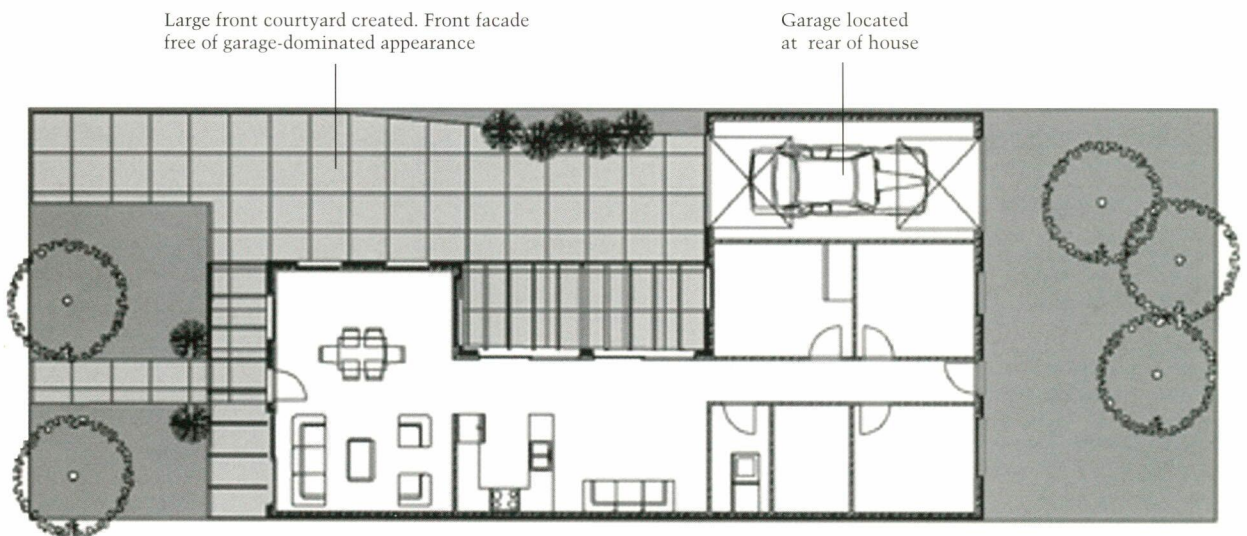 Large front courtyard created. Front facade
free of garage-dominated appearance
Garage located
at rear of house